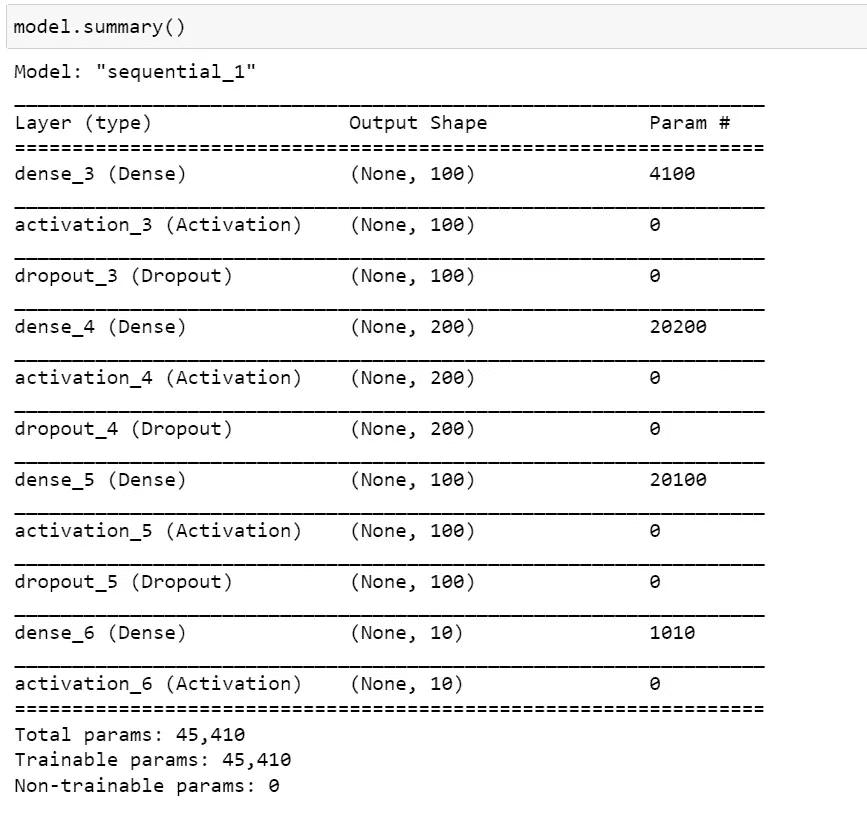 model.summary()
Model: "sequential_1"
_________________________________________________________________
Layer (type)                 Output Shape              Param #
=================================================================
dense_3 (Dense)              (None, 100)               4100
_________________________________________________________________
activation_3 (Activation)    (None, 100)               0
_________________________________________________________________
dropout_3 (Dropout)          (None, 100)               0
_________________________________________________________________
dense_4 (Dense)              (None, 200)               20200
_________________________________________________________________
activation_4 (Activation)    (None, 200)               0
_________________________________________________________________
dropout_4 (Dropout)          (None, 200)               0
_________________________________________________________________
dense_5 (Dense)              (None, 100)               20100
_________________________________________________________________
activation_5 (Activation)    (None, 100)               0
_________________________________________________________________
dropout_5 (Dropout)          (None, 100)               0
_________________________________________________________________
dense_6 (Dense)              (None, 10)                1010
_________________________________________________________________
activation_6 (Activation)    (None, 10)                0
=================================================================
Total params: 45,410
Trainable params: 45,410
Non-trainable params: 0